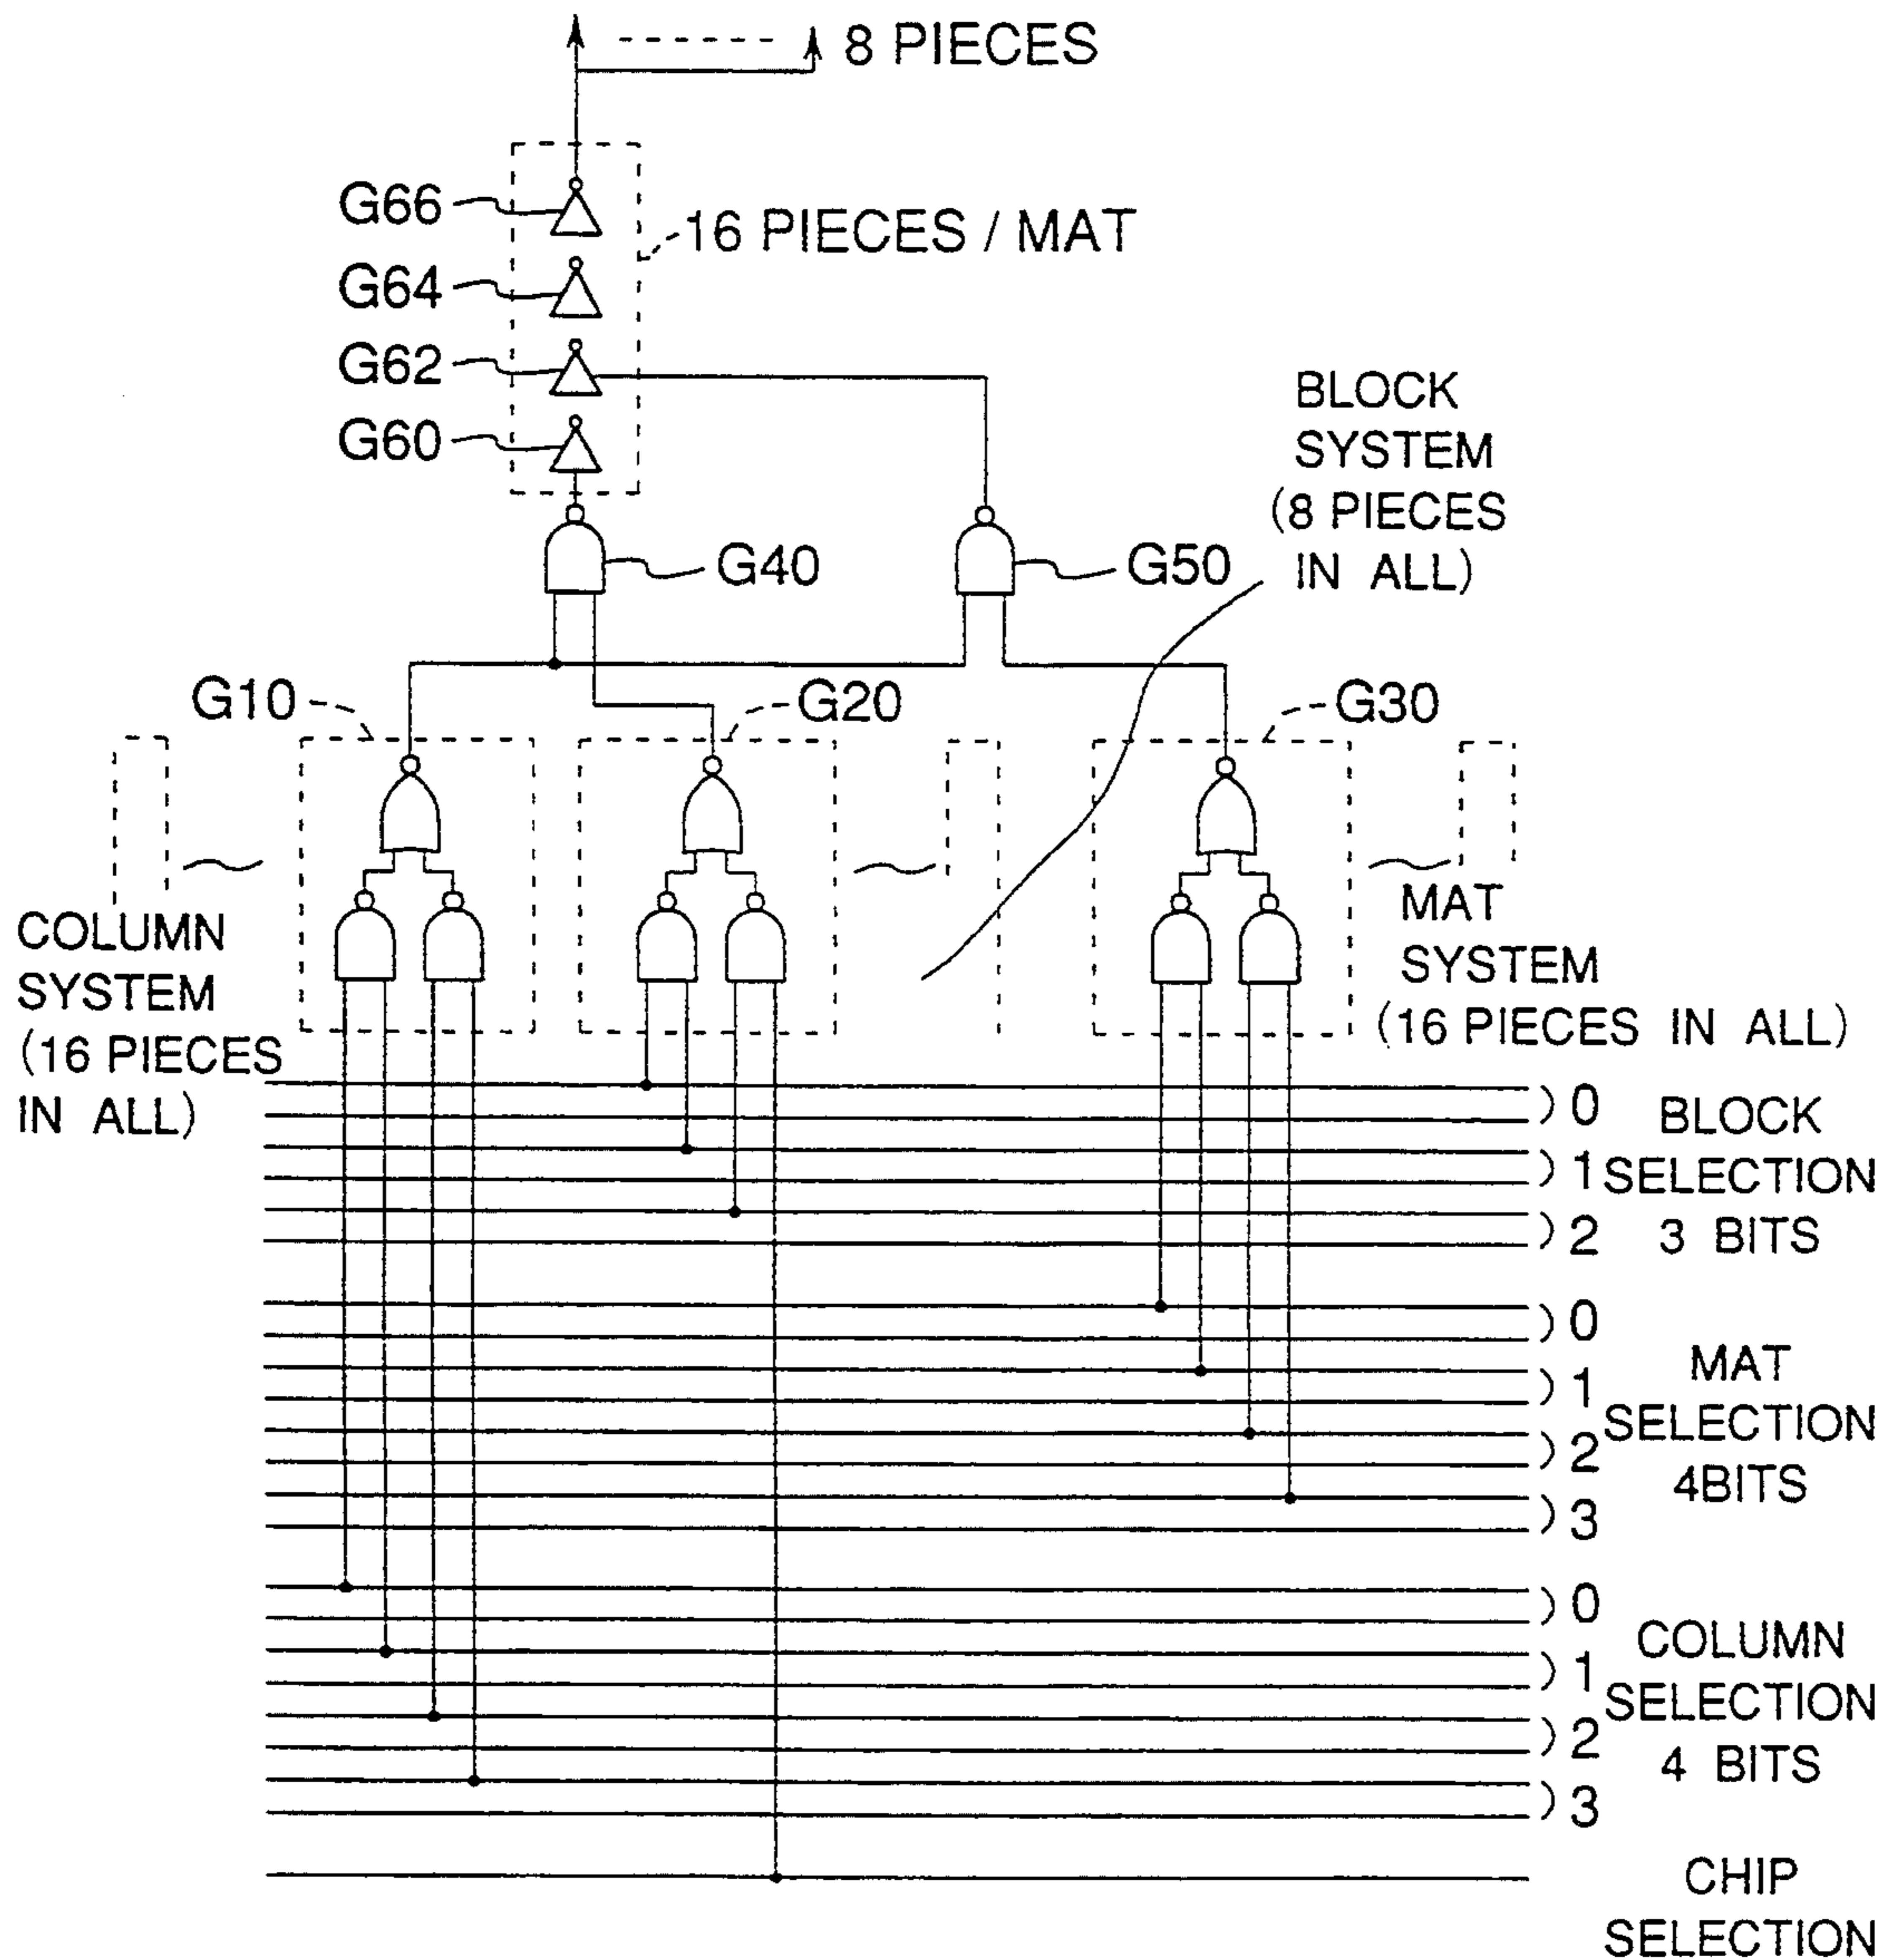 8 PIECES
G66
16 PIECES / MAT
G64
G62
G60
BLOCK
SYSTEM
(8 PIECES
IN ALL)
G40
G50
G10
G20
G30
COLUMN
SYSTEM
(16 PIECES
IN ALL)
MAT
SYSTEM
(16 PIECES IN ALL)
0
1
2
BLOCK
SELECTION
3 BITS
0
1
2
3
MAT
SELECTION
4BITS
0
1
2
3
COLUMN
SELECTION
4 BITS
CHIP
SELECTION